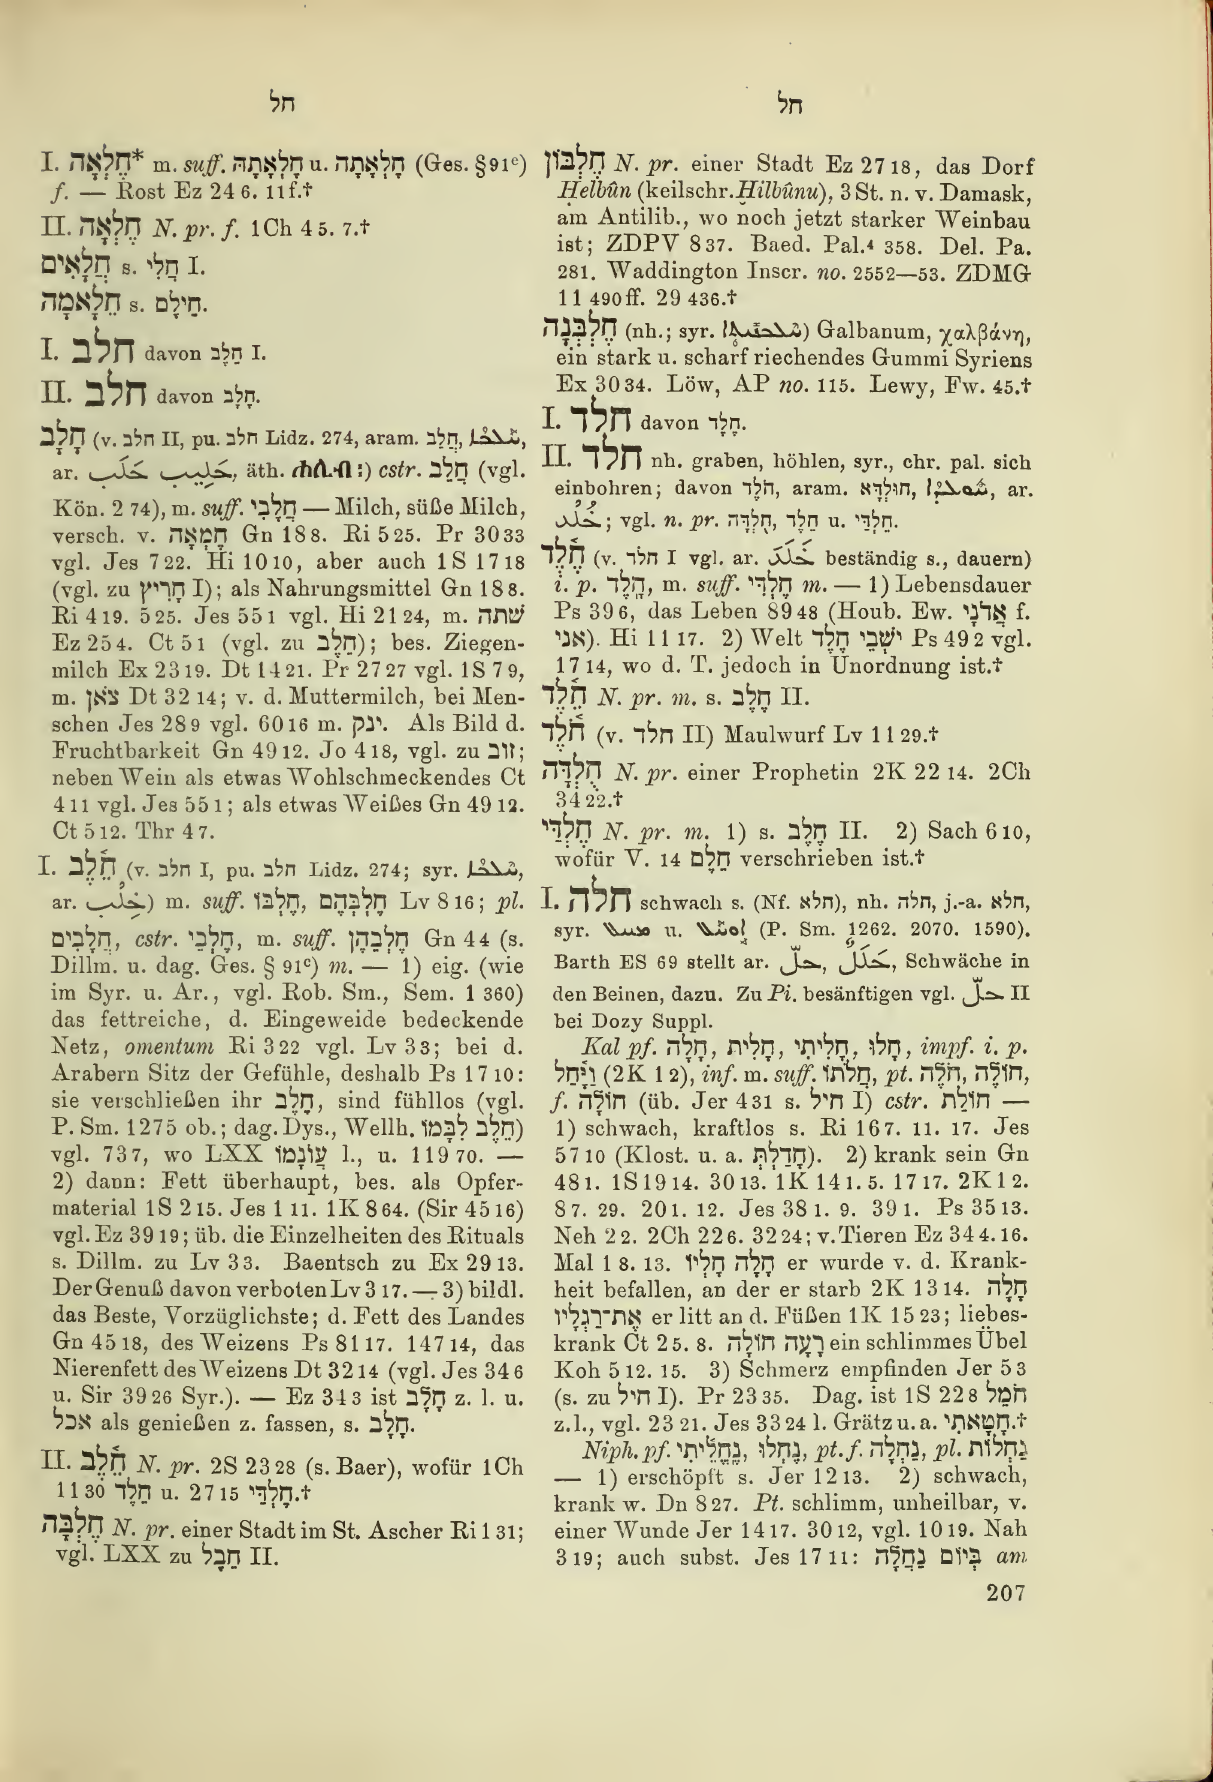 חל
I. חֶלְאָה* m. suff. חֶלְאָתָהּ u. חֶלְאָתָהּ (Ges. § 91e)
f. — Rost Ez 24 6. 11 f.†
II. חֶלְאָה N. pr. f. 1Ch 4 5. 7.†
חֲלָאִים s. חֲלִי I.
חֵלָאמָה s. חֵילָם.
I. חלב davon חֵלֶב I.
II. חלב davon חָלָב.
חָלָב (v. חלב II, pu. חלב Lidz. 274, aram. חֲלַב, ܚܠܒܐ,
ar. حَلَب حَلِيب, äth. ሐሊብ፡) cstr. חֲלֵב (vgl.
Kön. 2 74), m. suff. חֲלָבִי — Milch, süße Milch,
versch. v. חֶמְאָה Gn 18 8. Ri 5 25. Pr 30 33
vgl. Jes 7 22. Hi 10 10, aber auch 1S 17 18
(vgl. zu חָרִיץ I); als Nahrungsmittel Gn 18 8.
Ri 4 19. 5 25. Jes 55 1 vgl. Hi 21 24, m. שׁתה
Ez 25 4. Ct 5 1 (vgl. zu חֵלֶב); bes. Ziegen-
milch Ex 23 19. Dt 14 21. Pr 27 27 vgl. 1S 7 9,
m. צֹאן Dt 32 14; v. d. Muttermilch, bei Men-
schen Jes 28 9 vgl. 60 16 m. ינק. Als Bild d.
Fruchtbarkeit Gn 49 12. Jo 4 18, vgl. zu זוב;
neben Wein als etwas Wohlschmeckendes Ct
4 11 vgl. Jes 55 1; als etwas Weißes Gn 49 12.
Ct 5 12. Thr 4 7.
I. חֵלֶב (v. חלב I, pu. חלב Lidz. 274; syr. ܚܠܒܐ,
ar. خُلْب) m. suff. חֶלְבּוֹ, חֶלְבְּהֶם Lv 8 16; pl.
חֲלָבִים, cstr. חֶלְבֵי, m. suff. חֶלְבֵהֶן Gn 4 4 (s.
Dillm. u. dag. Ges. § 91c) m. — 1) eig. (wie
im Syr. u. Ar., vgl. Rob. Sm., Sem. 1 360)
das fettreiche, d. Eingeweide bedeckende
Netz, omentum Ri 3 22 vgl. Lv 3 3; bei d.
Arabern Sitz der Gefühle, deshalb Ps 17 10:
sie verschließen ihr חֵלֶב, sind fühllos (vgl.
P. Sm. 1275 ob.; dag. Dys., Wellh. חֵלֶב לִבָּמוֹ)
vgl. 73 7, wo LXX עֲוֹנָמוֹ l., u. 119 70. —
2) dann: Fett überhaupt, bes. als Opfer-
material 1S 2 15. Jes 1 11. 1K 8 64. (Sir 45 16)
vgl. Ez 39 19; üb. die Einzelheiten des Rituals
s. Dillm. zu Lv 3 3. Baentsch zu Ex 29 13.
Der Genuß davon verboten Lv 3 17. — 3) bildl.
das Beste, Vorzüglichste; d. Fett des Landes
Gn 45 18, des Weizens Ps 81 17. 147 14, das
Nierenfett des Weizens Dt 32 14 (vgl. Jes 34 6
u. Sir 39 26 Syr.). — Ez 34 3 ist חָלָב z. l. u.
אכל als genießen z. fassen, s. חָלָב.
II. חֵלֶב N. pr. 2S 23 28 (s. Baer), wofür 1Ch
11 30 חֵלֶד u. 27 15 חֶלְדַּי.†
חֶלְבָּה N. pr. einer Stadt im St. Ascher Ri 1 31;
vgl. LXX zu חֶבֶל II.
חל
חֶלְבּוֹן N. pr. einer Stadt Ez 27 18, das Dorf
Ḥelbûn (keilschr. Ḫilbûnu), 3 St. n. v. Damask,
am Antilib., wo noch jetzt starker Weinbau
ist; ZDPV 8 37. Baed. Pal.⁴ 358. Del. Pa.
281. Waddington Inscr. no. 2552—53. ZDMG
11 490 ff. 29 436.†
חֶלְבְּנָה (nh.; syr. ܚܠܒܢܝܬܐ) Galbanum, χαλβάνη,
ein stark u. scharf riechendes Gummi Syriens
Ex 30 34. Löw, AP no. 115. Lewy, Fw. 45.†
I. חלד davon חֶלֶד.
II. חלד nh. graben, höhlen, syr., chr. pal. sich
einbohren; davon חֹלֶד, aram. חוּלְדָּא, ܚܘܠܕܐ, ar.
خُلْد; vgl. n. pr. חֻלְדָּה, חֵלֶד u. חֶלְדַּי.
חֶלֶד (v. חלד I vgl. ar. خَلَدَ beständig s., dauern)
i. p. חָלֶד, m. suff. חֶלְדִּי m. — 1) Lebensdauer
Ps 39 6, das Leben 89 48 (Houb. Ew. אֲדֹנָי f.
אני). Hi 11 17. 2) Welt יֹשְׁבֵי חָלֶד Ps 49 2 vgl.
17 14, wo d. T. jedoch in Unordnung ist.†
חֵלֶד N. pr. m. s. חֵלֶב II.
חֹלֶד (v. חלד II) Maulwurf Lv 11 29.†
חֻלְדָּה N. pr. einer Prophetin 2K 22 14. 2Ch
34 22.†
חֶלְדַּי N. pr. m. 1) s. חֵלֶב II. 2) Sach 6 10,
wofür V. 14 חֵלֶם verschrieben ist.†
I. חלה schwach s. (Nf. חלא), nh. חלה, j.-a. חלא,
syr. u. (P. Sm. 1262. 2070. 1590).
Barth ES 69 stellt ar. حلّ, حَلَلٌ, Schwäche in
den Beinen, dazu. Zu Pi. besänftigen vgl. حلّ II
bei Dozy Suppl.
Kal pf. חָלָה, חָלִית, חָלִיתִי, חָלוּ, impf. i. p.
וַיָּחַל (2K 1 2), inf. m. suff. חֲלֹתוֹ, pt. חֹלֶה, חוֹלֶה,
f. חוֹלָה (üb. Jer 4 31 s. חיל I) cstr. חוֹלַת —
1) schwach, kraftlos s. Ri 16 7. 11. 17. Jes
57 10 (Klost. u. a. חָדַלְתְּ). 2) krank sein Gn
48 1. 1S 19 14. 30 13. 1K 14 1. 5. 17 17. 2K 1 2.
8 7. 29. 20 1. 12. Jes 38 1. 9. 39 1. Ps 35 13.
Neh 2 2. 2Ch 22 6. 32 24; v. Tieren Ez 34 4. 16.
Mal 1 8. 13. חָלָה חָלְיוֹ er wurde v. d. Krank-
heit befallen, an der er starb 2K 13 14. חָלָה
אֶת־רַגְלָיו er litt an d. Füßen 1K 15 23; liebes-
krank Ct 2 5. 8. רָעָה חוֹלָה ein schlimmes Übel
Koh 5 12. 15. 3) Schmerz empfinden Jer 5 3
(s. zu חיל I). Pr 23 35. Dag. ist 1S 22 8 חֹמֵל
z. l., vgl. 23 21. Jes 33 24 l. Grätz u. a. חָטָאתִי.†
Niph. pf. נֶחֱלֵיתִי, נֶחְלוּ, pt. f. נַחְלָה, pl. נַחְלוֹת
— 1) erschöpft s. Jer 12 13. 2) schwach,
krank w. Dn 8 27. Pt. schlimm, unheilbar, v.
einer Wunde Jer 14 17. 30 12, vgl. 10 19. Nah
3 19; auch subst. Jes 17 11: בְּיוֹם נַחֲלָה am
207